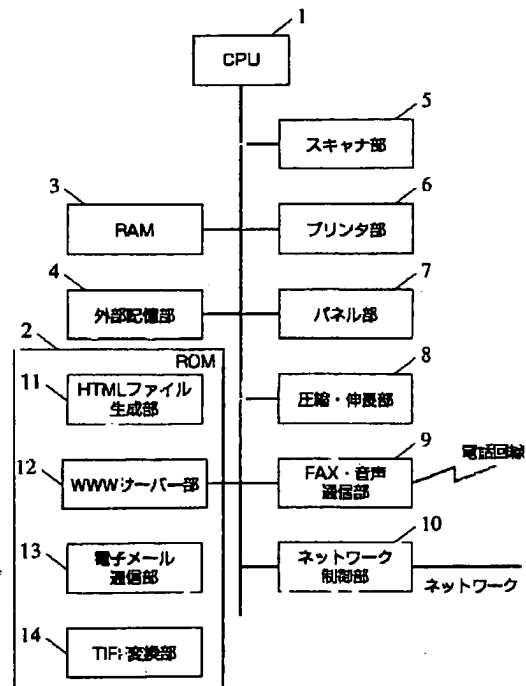 1
CPU
5
スキャナ部
3
RAM
6
プリンタ部
4
外部記憶部
7
パネル部
2
ROM
11
HTMLファイル
生成部
8
圧縮・伸長部
12
WWWサーバー部
9
FAX・音声
通信部
電話回線
13
電子メール
通信部
10
ネットワーク
制御部
ネットワーク
14
TIFF変換部